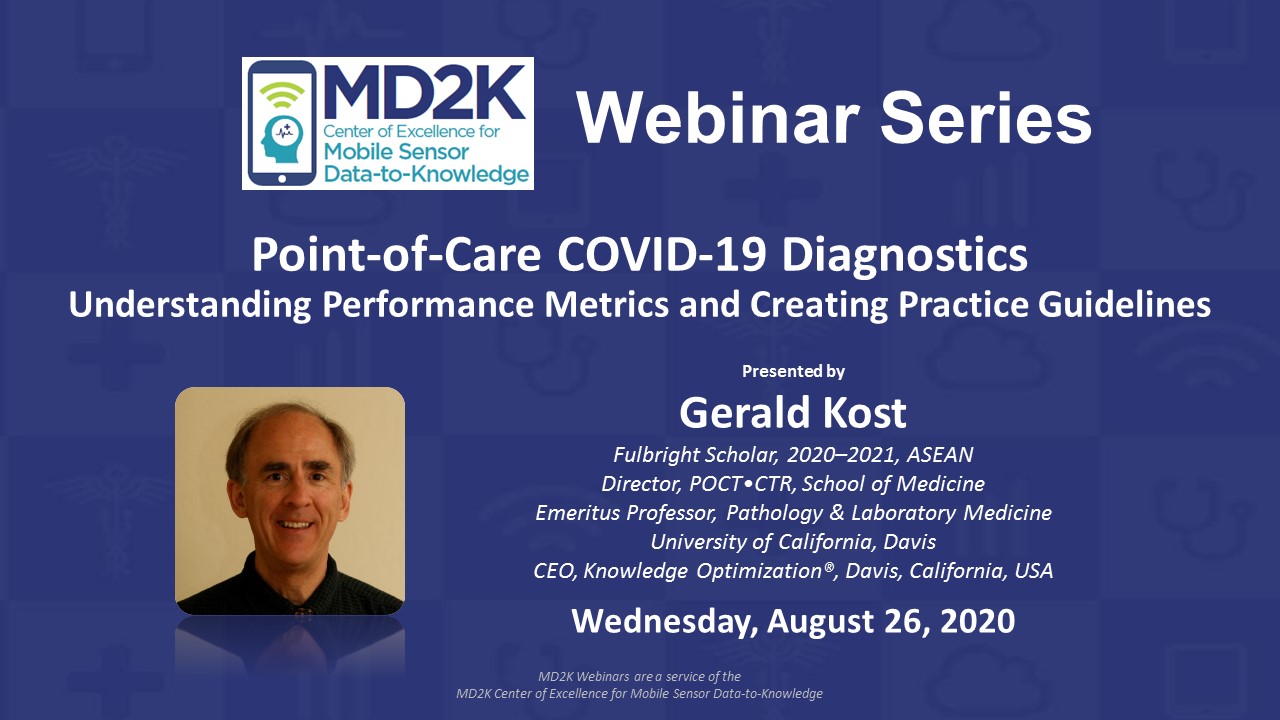 MD2K
Center of Excellence for
Mobile Sensor
Data-to-Knowledge
Webinar Series
Point-of-Care COVID-19 Diagnostics
Understanding Performance Metrics and Creating Practice Guidelines
Presented by
Gerald Kost
Fulbright Scholar, 2020–2021, ASEAN
Director, POCT•CTR, School of Medicine
Emeritus Professor, Pathology & Laboratory Medicine
University of California, Davis
CEO, Knowledge Optimization®, Davis, California, USA
Wednesday, August 26, 2020
MD2K Webinars are a service of the
MD2K Center of Excellence for Mobile Sensor Data-to-Knowledge